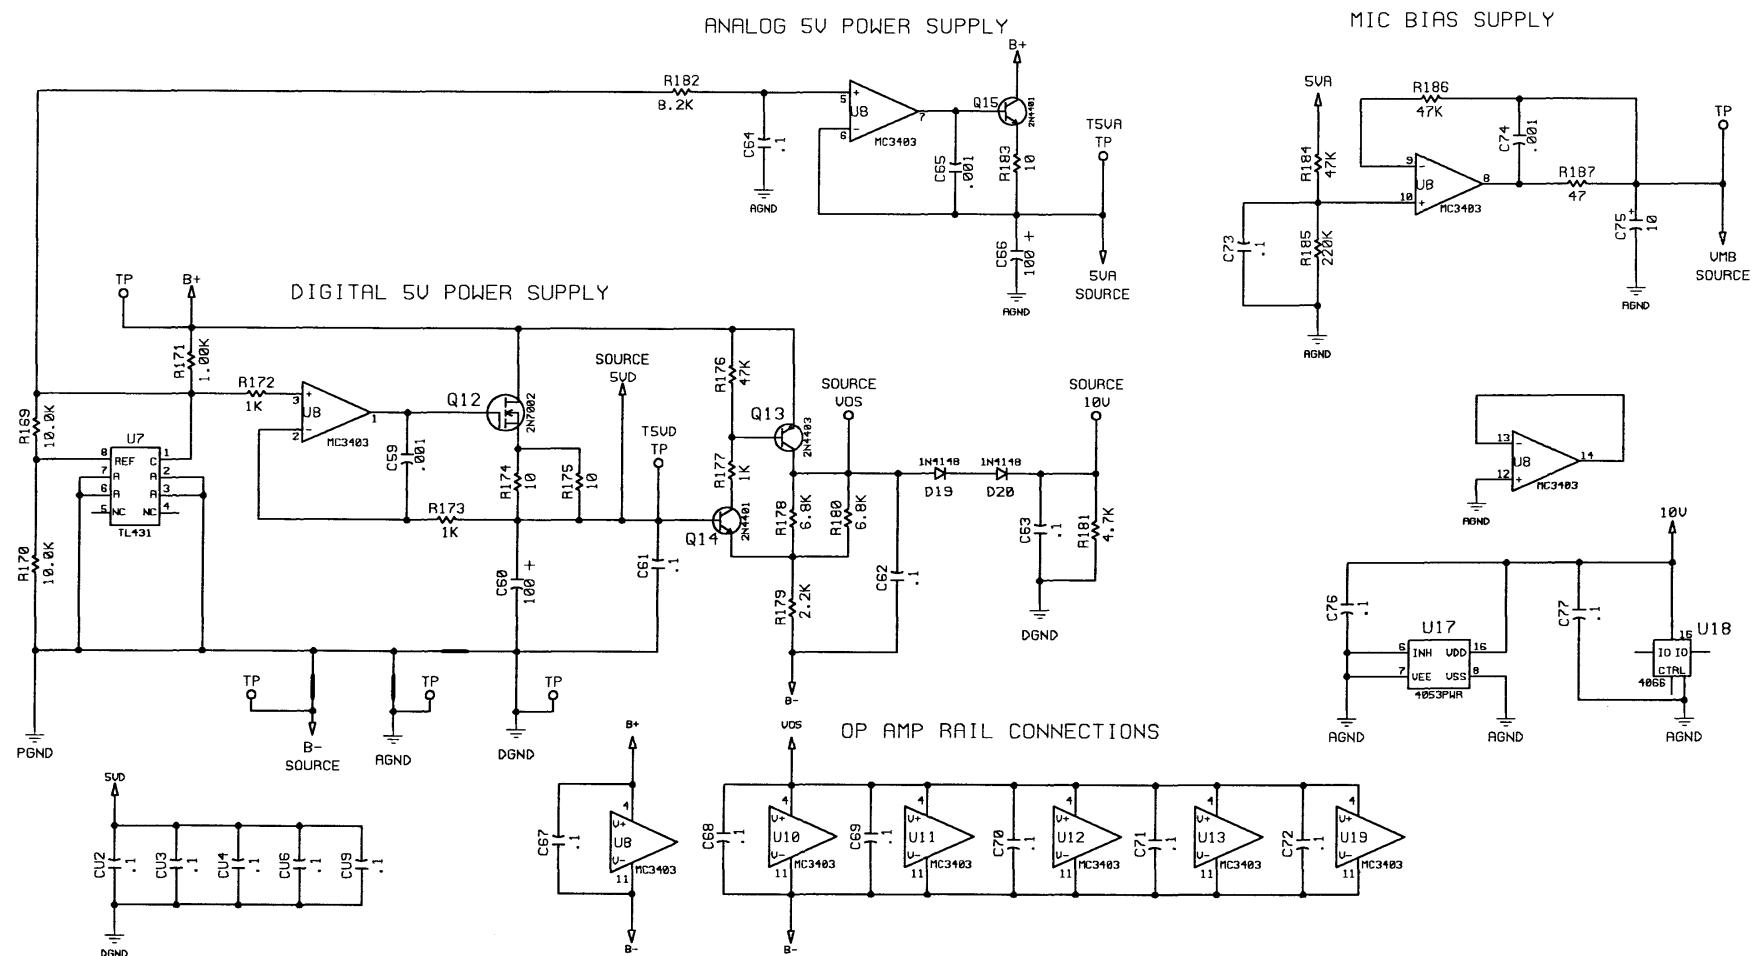 ANALOG 5V POWER SUPPLY
MIC BIAS SUPPLY
B+
R182
8.2K
C64
.1
AGND
5
+
U8
6
−
7
MC3403
Q15
2N4401
C65
.001
R183
10
T5VA
TP
C66
100
+
AGND
5VA
SOURCE
5VA
R184
47K
R185
220K
C73
.1
AGND
R186
47K
9
−
U8
10
+
8
MC3403
C74
.001
R187
47
C75
+
10
AGND
TP
VMB
SOURCE
TP
B+
DIGITAL 5V POWER SUPPLY
R171
1.00K
R172
1K
R169
10.0K
U7
8
REF
C
1
7
A
A
2
6
A
A
3
5
NC
NC
4
TL431
R170
10.0K
3
+
U8
2
−
1
MC3403
C59
.001
R173
1K
Q12
2N7002
R174
10
R175
10
SOURCE
5VD
T5VD
TP
C60
100
+
C61
.1
R176
47K
R177
1K
Q13
2N4403
Q14
2N4401
R178
6.8K
R180
6.8K
R179
2.2K
SOURCE
VOS
C62
.1
1N4148
D19
1N4148
D20
SOURCE
10V
C63
.1
R181
4.7K
DGND
B-
13
−
U8
12
+
14
MC3403
AGND
10V
C76
.1
U17
6
INH
VDD
16
7
VEE
VSS
8
4053PWR
AGND
AGND
C77
.1
16
U18
IO IO
CTRL
4066
AGND
PGND
TP
B-
SOURCE
TP
AGND
TP
DGND
5VD
CU2
.1
CU3
.1
CU4
.1
CU6
.1
CU9
.1
DGND
OP AMP RAIL CONNECTIONS
B+
C67
.1
4
V+
U8
V−
11
MC3403
B-
VOS
C68
.1
4
V+
U10
V−
11
MC3403
B-
C69
.1
4
V+
U11
V−
11
MC3403
C70
.1
4
V+
U12
V−
11
MC3403
C71
.1
4
V+
U13
V−
11
MC3403
C72
.1
4
V+
U19
V−
11
MC3403